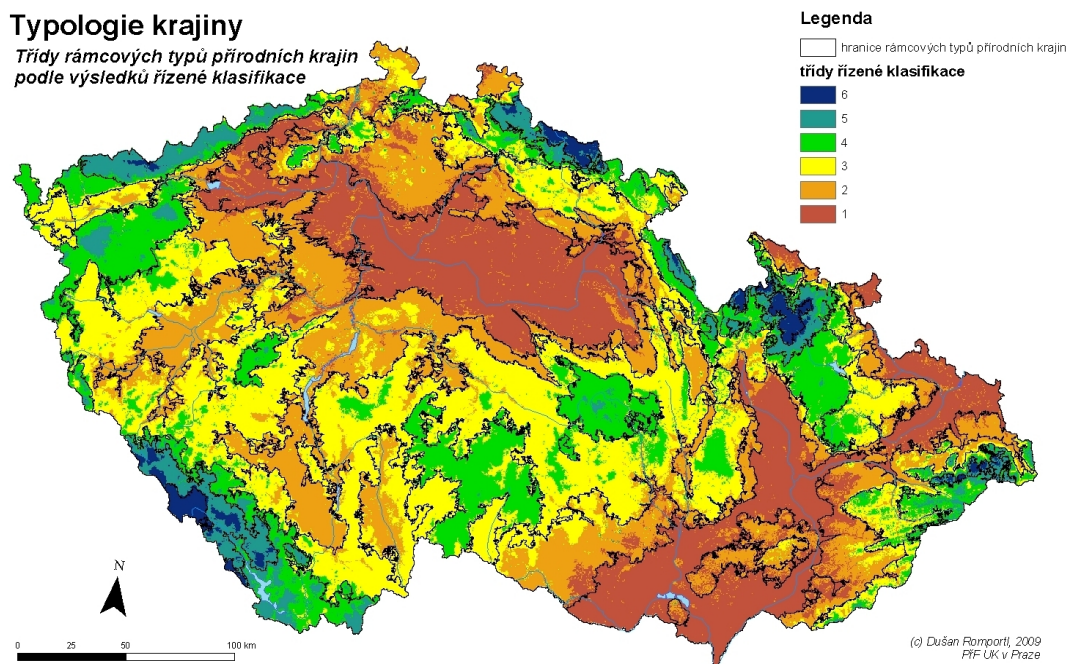 Typologie krajiny
Třídy rámcových typů přírodních krajin
podle výsledků řízené klasifikace
Legenda
hranice rámcových typů přírodních krajin
třídy řízené klasifikace
6
5
4
3
2
1
N
0 25 50 100 km
(c) Dušan Romportl, 2009
PřF UK v Praze